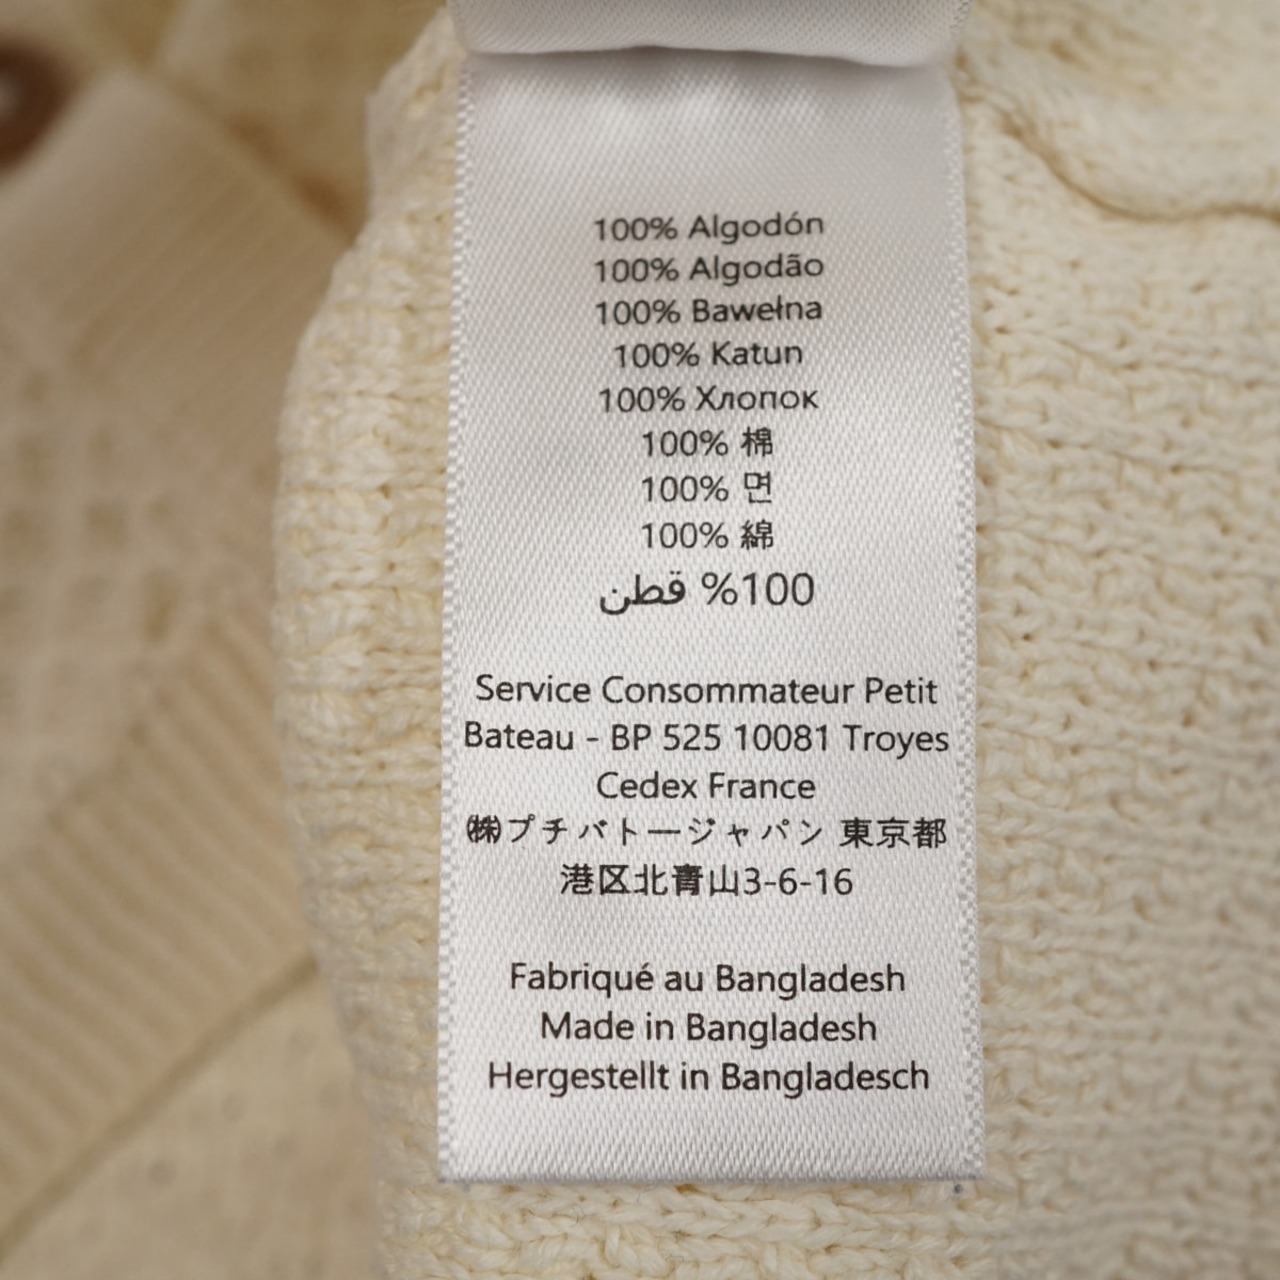 100% Algodón
100% Algodão
100% Bawełna
100% Katun
100% Хлопок
100% 棉
100% 면
100% 綿
100% قطن
Service Consommateur Petit
Bateau - BP 525 10081 Troyes
Cedex France
㈱プチバトージャパン 東京都
港区北青山3-6-16
Fabriqué au Bangladesh
Made in Bangladesh
Hergestellt in Bangladesch